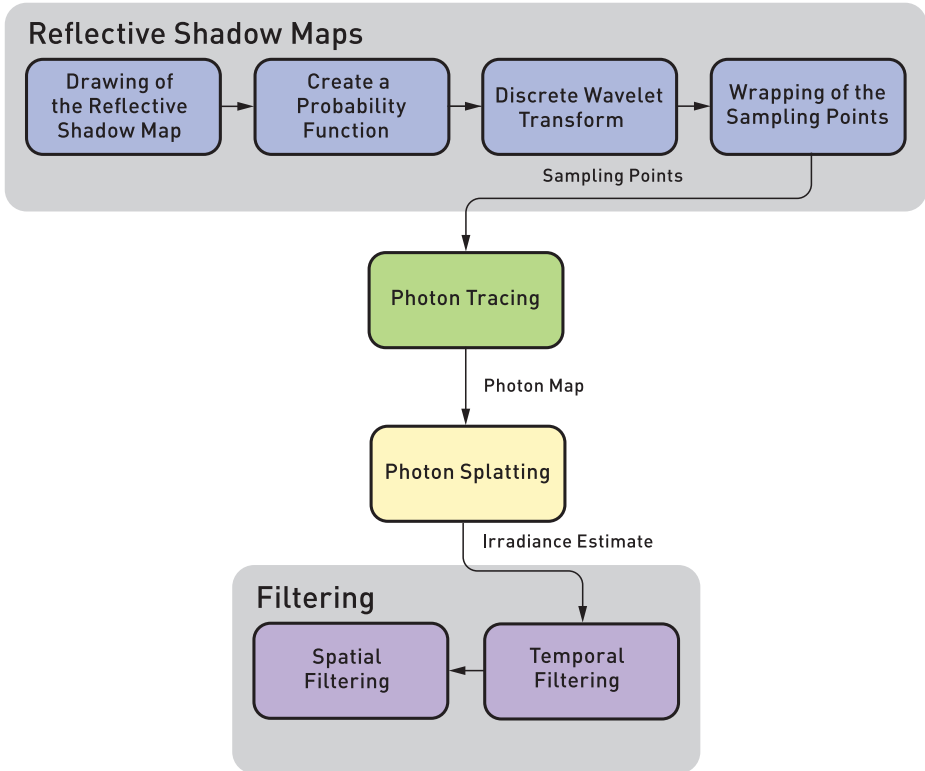 Reflective Shadow Maps
Drawing of
the Reflective
Shadow Map
Create a
Probability
Function
Discrete Wavelet
Transform
Wrapping of the
Sampling Points
Sampling Points
Photon Tracing
Photon Map
Photon Splatting
Irradiance Estimate
Filtering
Spatial
Filtering
Temporal
Filtering